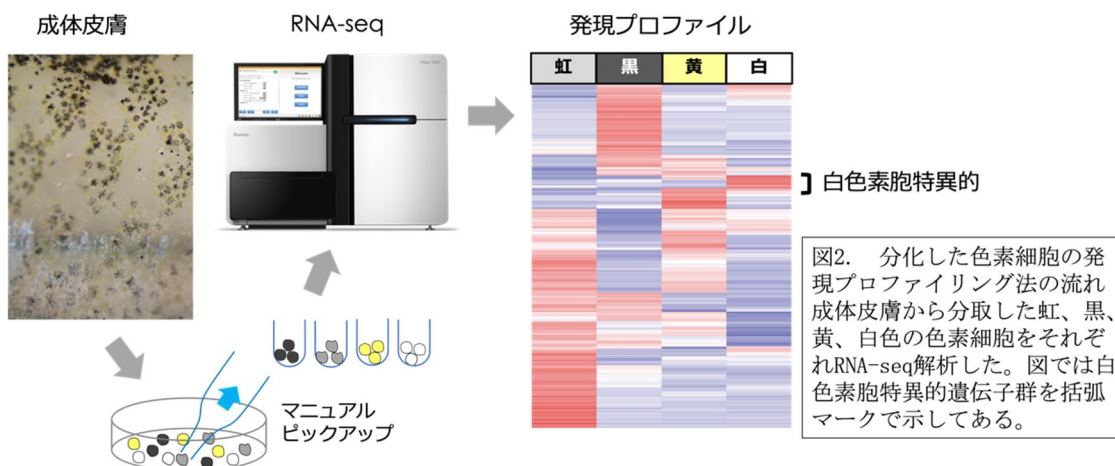 成体皮膚
RNA-seq
発現プロファイル
虹
黒
黄
白
白色素胞特異的
マニュアル
ピックアップ
図2. 分化した色素細胞の発
現プロファイリング法の流れ
成体皮膚から分取した虹、黒、
黄、白色の色素細胞をそれぞ
れRNA-seq解析した。図では白
色素胞特異的遺伝子群を括弧
マークで示してある。